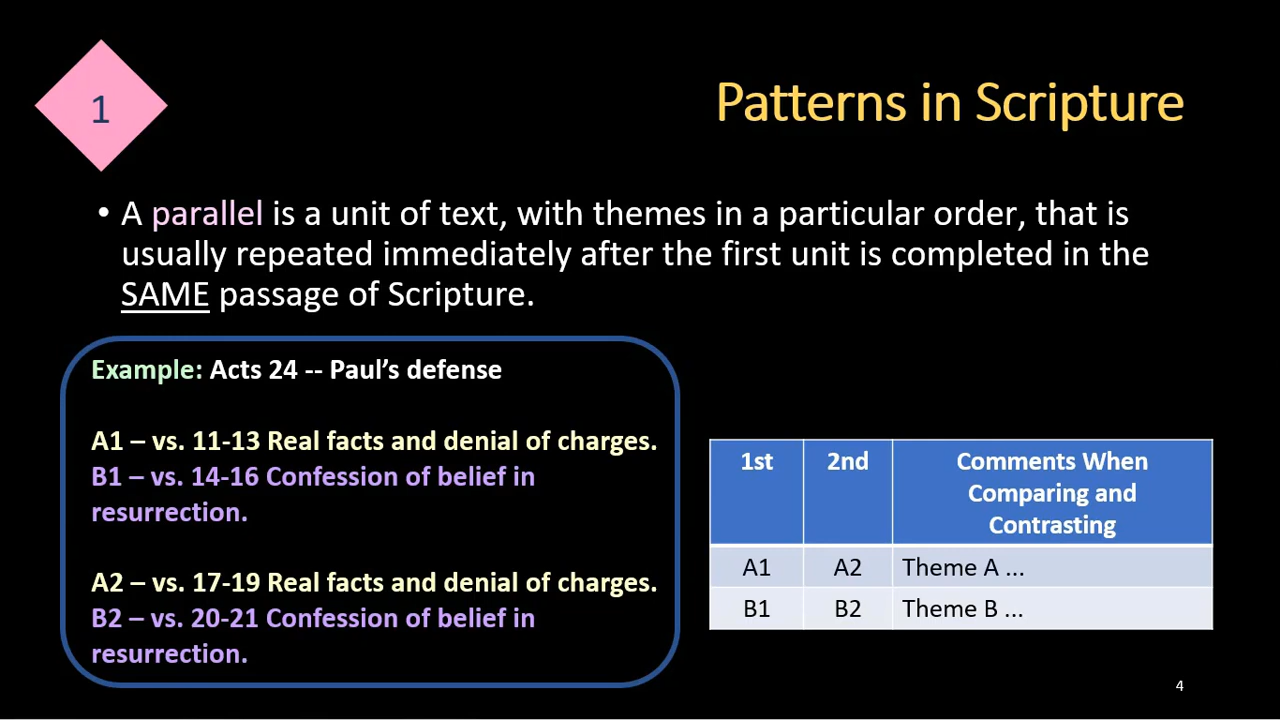 1
Patterns in Scripture
• A parallel is a unit of text, with themes in a particular order, that is
usually repeated immediately after the first unit is completed in the
SAME passage of Scripture.
Example: Acts 24 -- Paul’s defense
A1 – vs. 11-13 Real facts and denial of charges.
B1 – vs. 14-16 Confession of belief in
resurrection.
A2 – vs. 17-19 Real facts and denial of charges.
B2 – vs. 20-21 Confession of belief in
resurrection.
1st 2nd Comments When
Comparing and
Contrasting
A1 A2 Theme A ...
B1 B2 Theme B ...
4